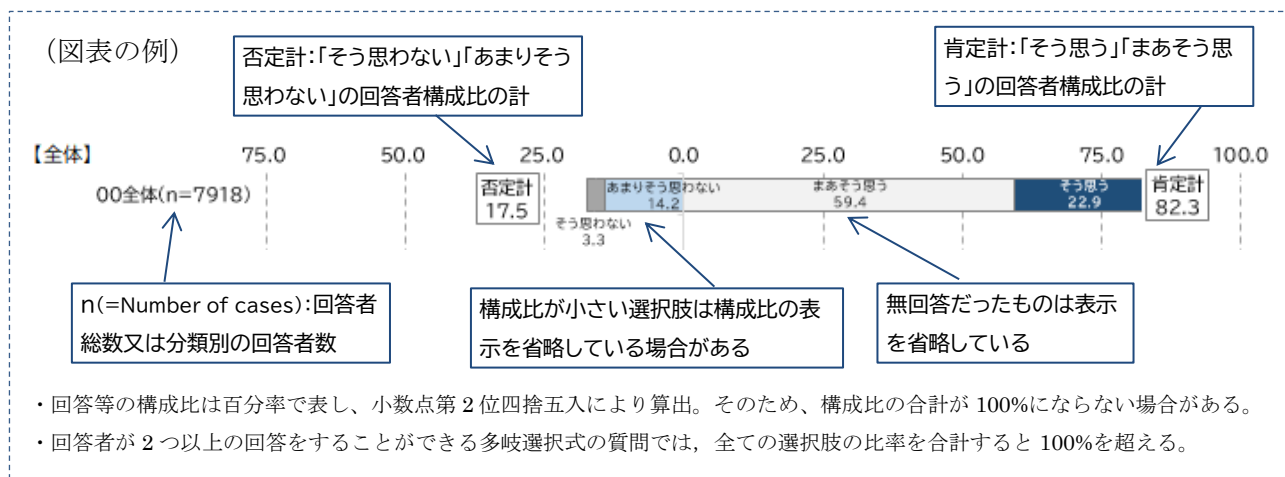 （図表の例）
否定計：「そう思わない」「あまりそう
思わない」の回答者構成比の計
肯定計：「そう思う」「まあそう思
う」の回答者構成比の計
【全体】 75.0 50.0 25.0 0.0 25.0 50.0 75.0 100.0
00全体(n=7918)
否定計
17.5
そう思わない
3.3
あまりそう思わない
14.2
まあそう思う
59.4
そう思う
22.9
肯定計
82.3
n(=Number of cases)：回答者
総数又は分類別の回答者数
構成比が小さい選択肢は構成比の表
示を省略している場合がある
無回答だったものは表示
を省略している
・回答等の構成比は百分率で表し、小数点第 2 位四捨五入により算出。そのため、構成比の合計が 100%にならない場合がある。
・回答者が 2 つ以上の回答をすることができる多岐選択式の質問では，全ての選択肢の比率を合計すると 100%を超える。